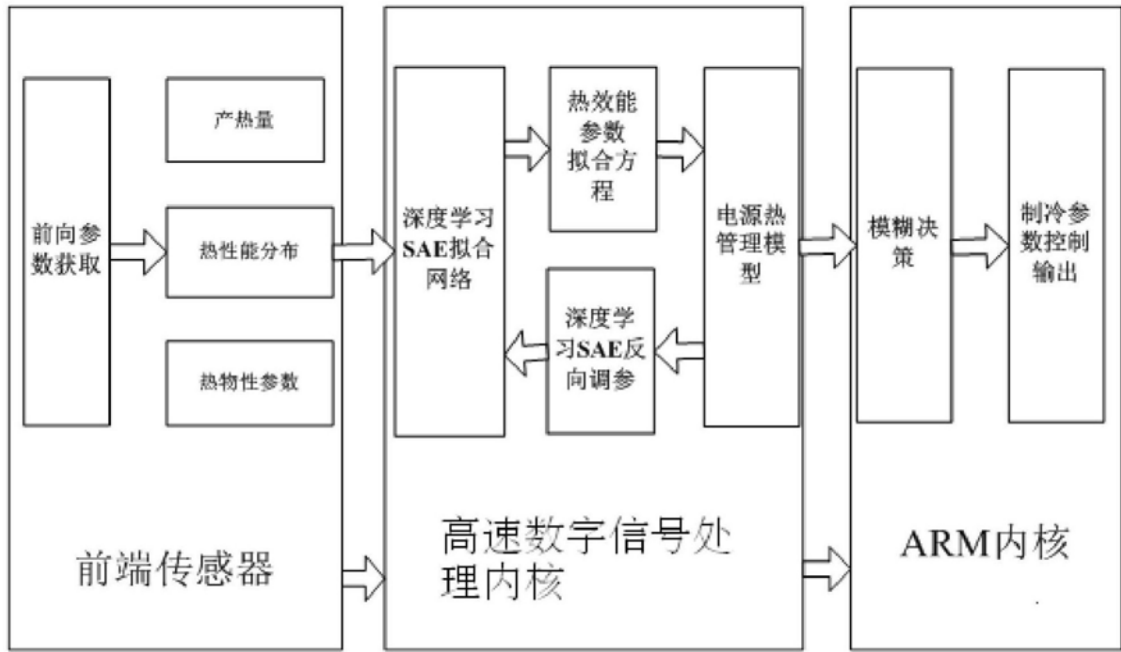 前向参
数获取
产热量
热性能分布
热物性参数
前端传感器
深度学习
SAE拟合
网络
热效能
参数
拟合方
程
深度学
习SAE反
向调参
电源热
管理模
型
高速数字信号处
理内核
模糊决
策
制冷参
数控制
输出
ARM内核